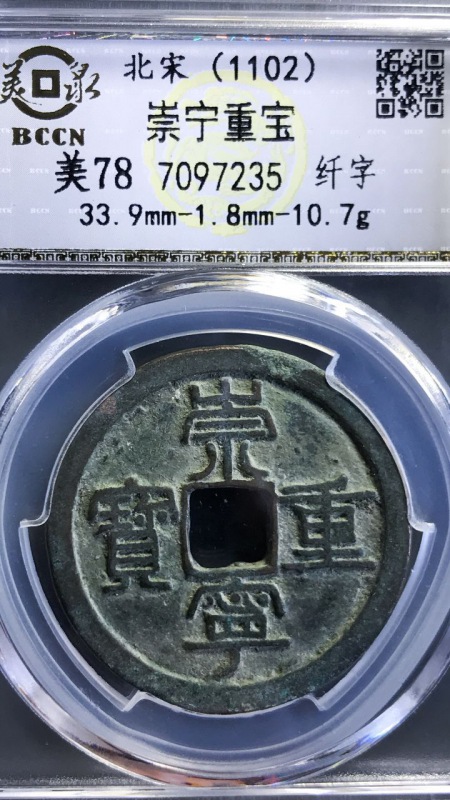 美泉
BCCN
北宋（1102）
崇宁重宝
美78 7097235 纤字
33.9mm-1.8mm-10.7g
崇
寶 重
寧